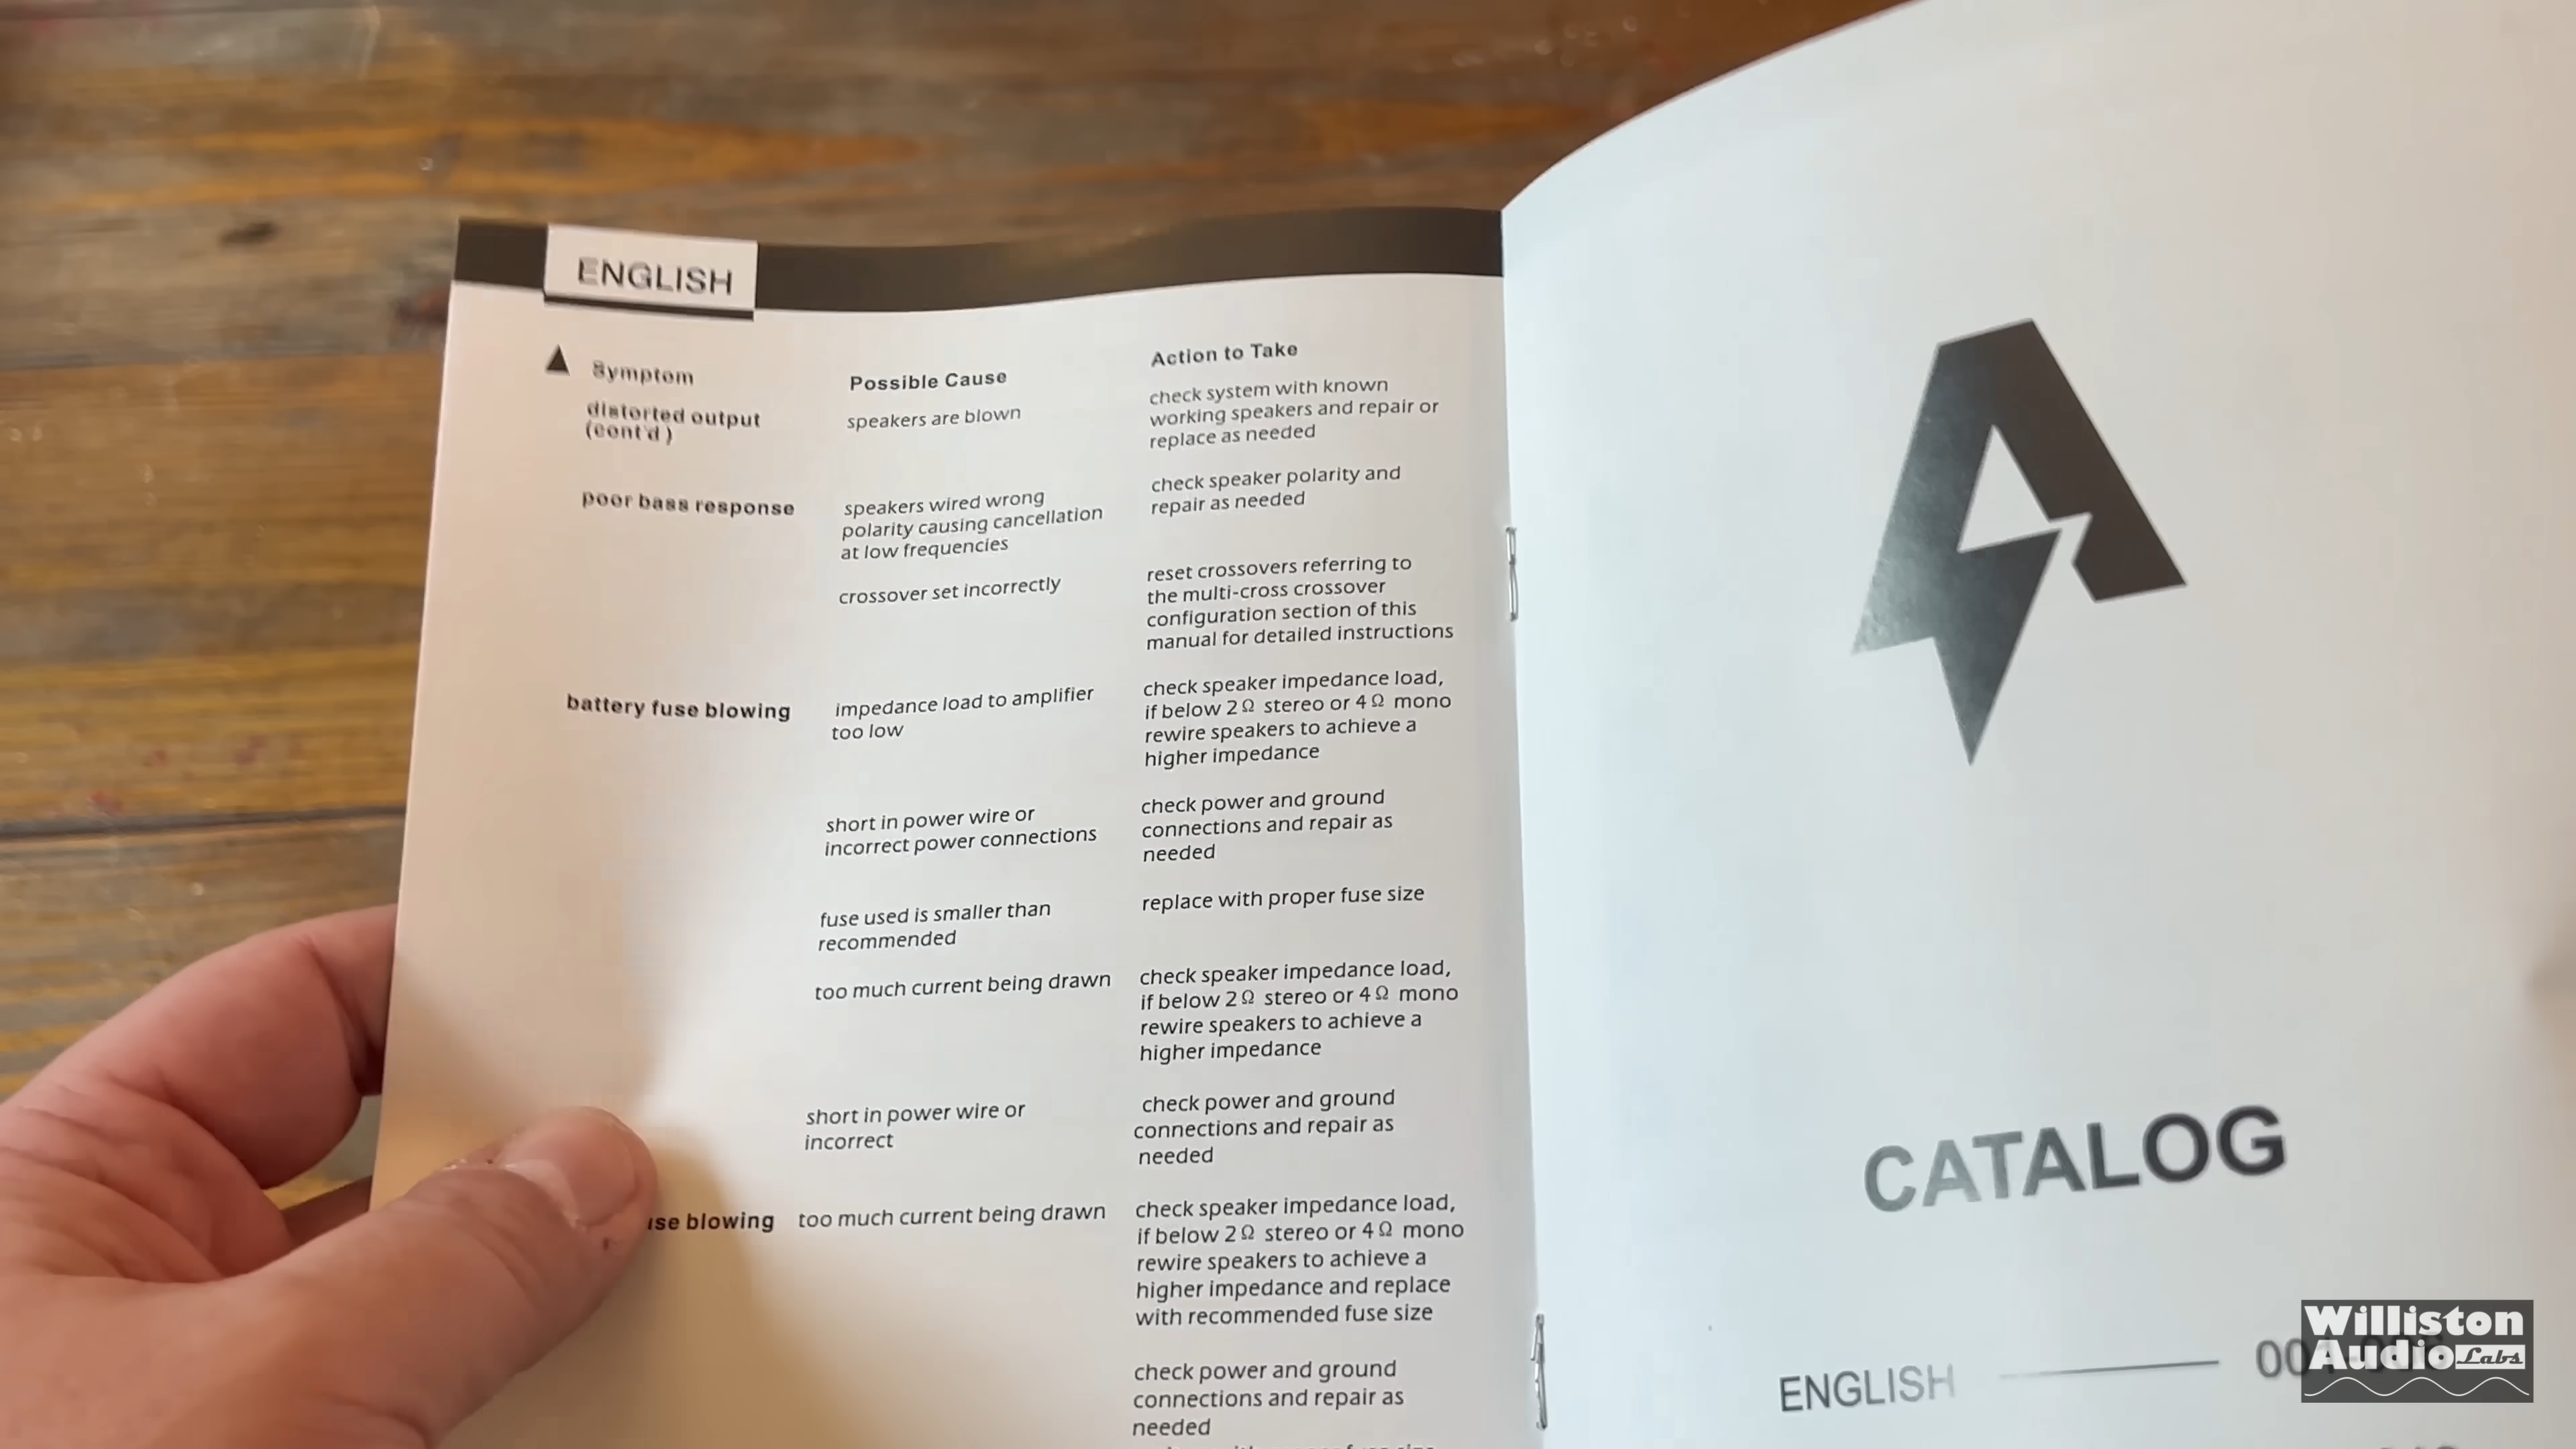 ENGLISH
Symptom
Possible Cause
Action to Take
distorted output
(cont'd )
speakers are blown
check system with known
working speakers and repair or
replace as needed
poor bass response
speakers wired wrong
polarity causing cancellation
at low frequencies
check speaker polarity and
repair as needed
crossover set incorrectly
reset crossovers referring to
the multi-cross crossover
configuration section of this
manual for detailed instructions
battery fuse blowing
impedance load to amplifier
too low
check speaker impedance load,
if below 2Ω stereo or 4Ω mono
rewire speakers to achieve a
higher impedance
short in power wire or
incorrect power connections
check power and ground
connections and repair as
needed
fuse used is smaller than
recommended
replace with proper fuse size
too much current being drawn
check speaker impedance load,
if below 2Ω stereo or 4Ω mono
rewire speakers to achieve a
higher impedance
short in power wire or
incorrect
check power and ground
connections and repair as
needed
blowing
too much current being drawn
check speaker impedance load,
if below 2Ω stereo or 4Ω mono
rewire speakers to achieve a
higher impedance and replace
with recommended fuse size
check power and ground
connections and repair as
needed
CATALOG
ENGLISH
Williston
Audio Labs